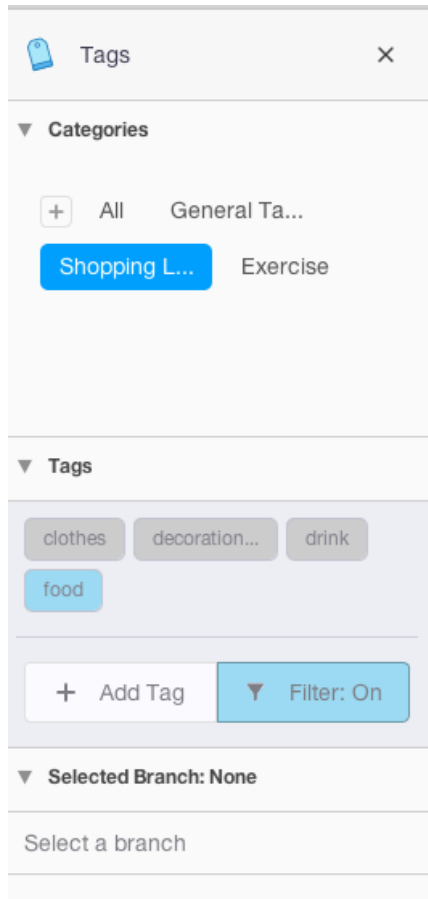 Tags
Categories
All General Ta...
Shopping L... Exercise
Tags
clothes decoration... drink
food
+ Add Tag Filter: On
Selected Branch: None
Select a branch